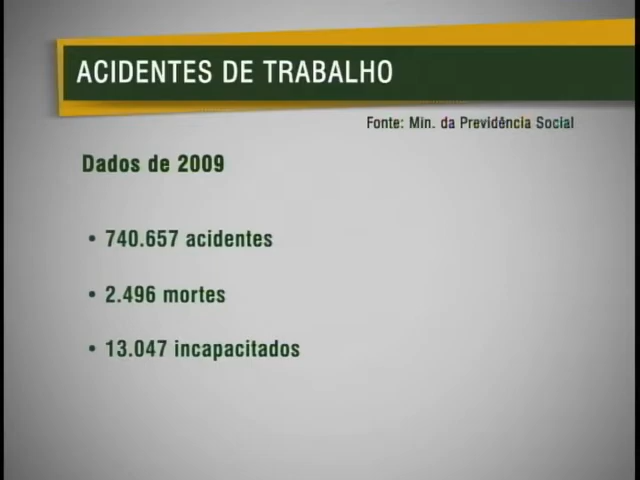 ACIDENTES DE TRABALHO
Fonte: Min. da Previdência Social
Dados de 2009
• 740.657 acidentes
• 2.496 mortes
• 13.047 incapacitados